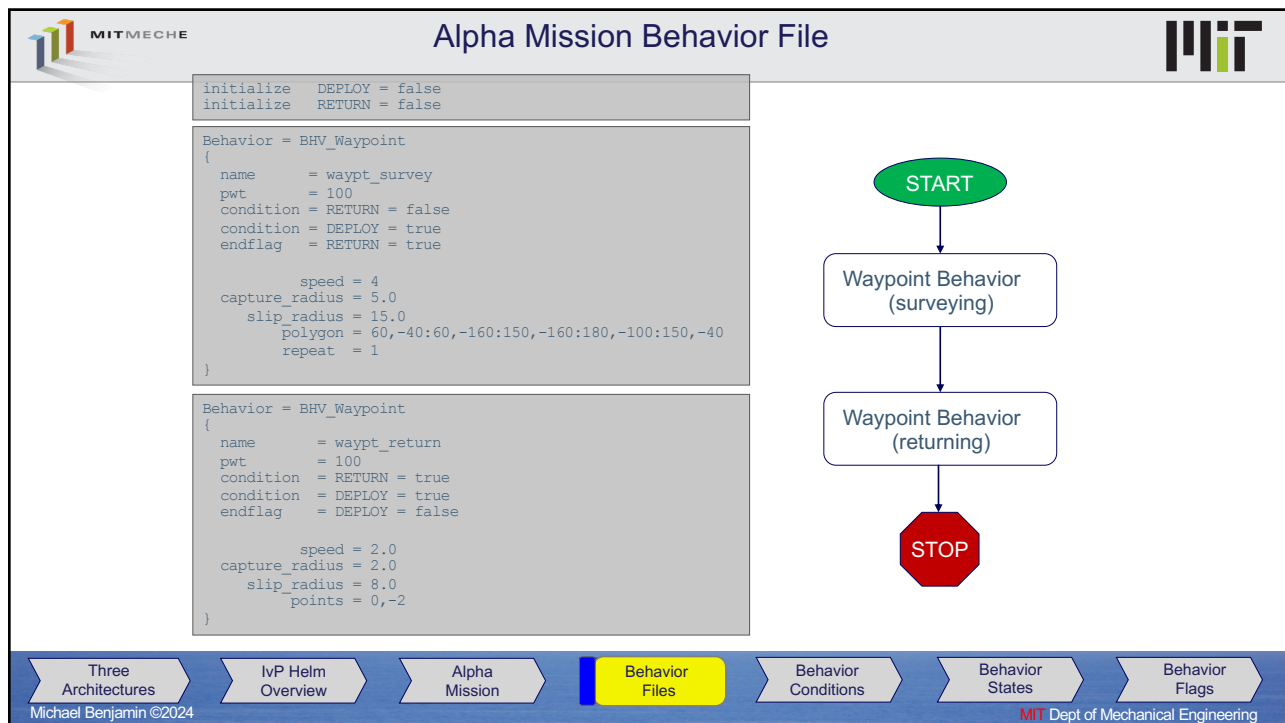 MITMECHE
Alpha Mission Behavior File
MIT
initialize   DEPLOY = false
initialize   RETURN = false
Behavior = BHV_Waypoint
{
  name       = waypt_survey
  pwt        = 100
  condition = RETURN = false
  condition = DEPLOY = true
  endflag   = RETURN = true
           speed = 4
  capture_radius = 5.0
     slip_radius = 15.0
         polygon = 60,-40:60,-160:150,-160:180,-100:150,-40
         repeat  = 1
}
Behavior = BHV_Waypoint
{
  name        = waypt_return
  pwt         = 100
  condition  = RETURN = true
  condition  = DEPLOY = true
  endflag    = DEPLOY = false
           speed = 2.0
  capture_radius = 2.0
     slip_radius = 8.0
          points = 0,-2
}
START
Waypoint Behavior
(surveying)
Waypoint Behavior
(returning)
STOP
Three
Architectures
IvP Helm
Overview
Alpha
Mission
Behavior
Files
Behavior
Conditions
Behavior
States
Behavior
Flags
Michael Benjamin ©2024
MIT Dept of Mechanical Engineering